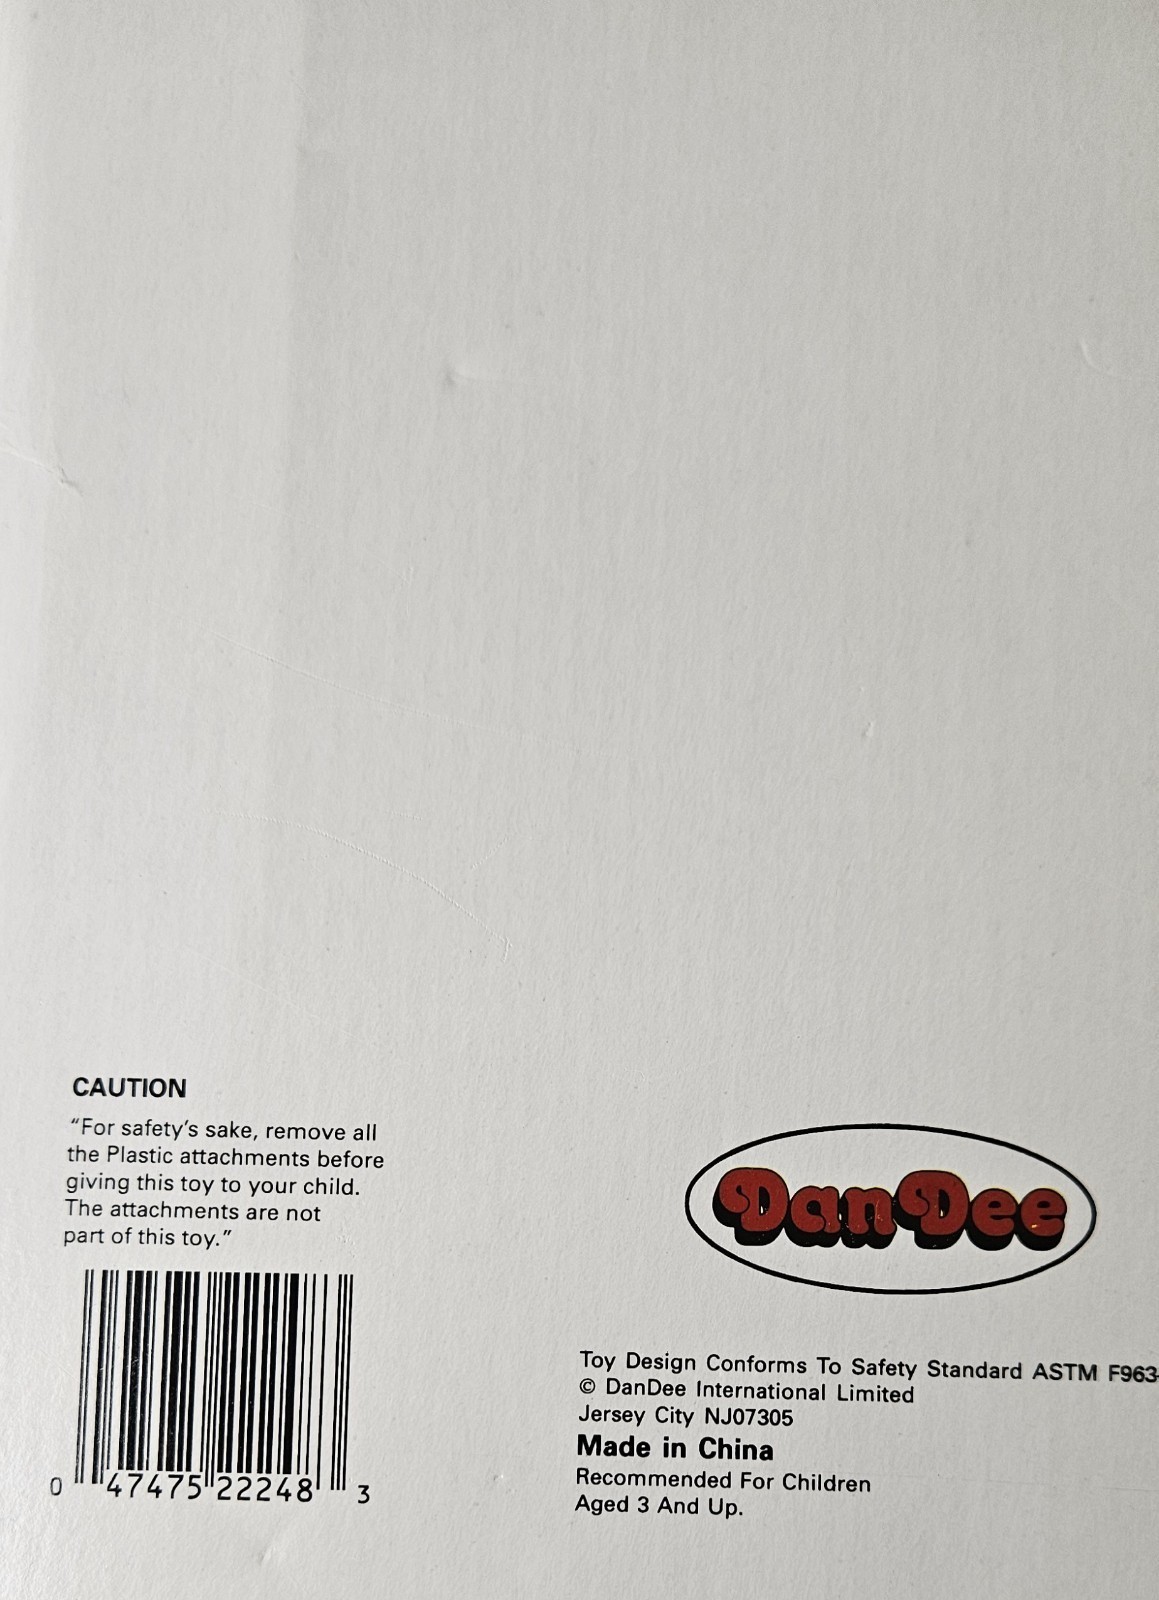 CAUTION
“For safety's sake, remove all
the Plastic attachments before
giving this toy to your child.
The attachments are not
part of this toy.”
0 47475 22248 3
DanDee
Toy Design Conforms To Safety Standard ASTM F963-
© DanDee International Limited
Jersey City NJ07305
Made in China
Recommended For Children
Aged 3 And Up.